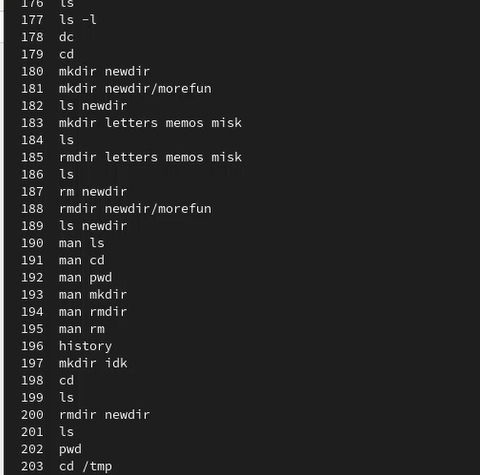 176 ls
177 ls -l
178 dc
179 cd
180 mkdir newdir
181 mkdir newdir/morefun
182 ls newdir
183 mkdir letters memos misk
184 ls
185 rmdir letters memos misk
186 ls
187 rm newdir
188 rmdir newdir/morefun
189 ls newdir
190 man ls
191 man cd
192 man pwd
193 man mkdir
194 man rmdir
195 man rm
196 history
197 mkdir idk
198 cd
199 ls
200 rmdir newdir
201 ls
202 pwd
203 cd /tmp